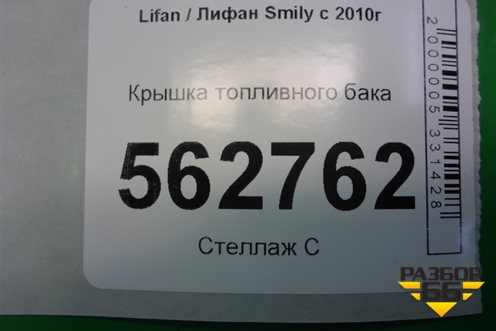 Lifan / Лифан Smily с 2010г
Крышка топливного бака
562762
Стеллаж С
2000005331428
РАЗБОР
66